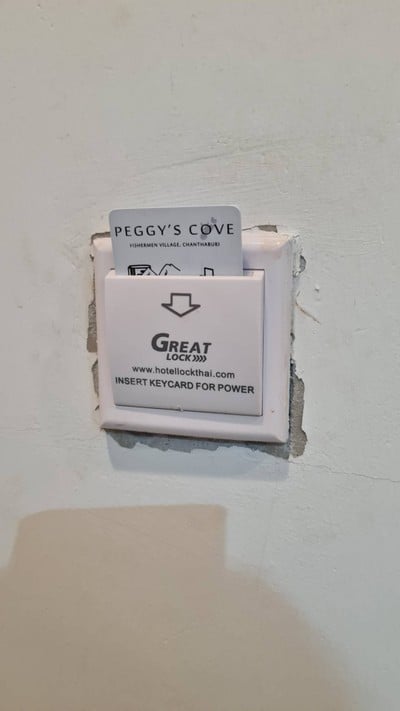 PEGGY'S COVE
FISHERMEN VILLAGE, CHANTHABURI
GREAT
LOCK
www.hotellockthai.com
INSERT KEYCARD FOR POWER